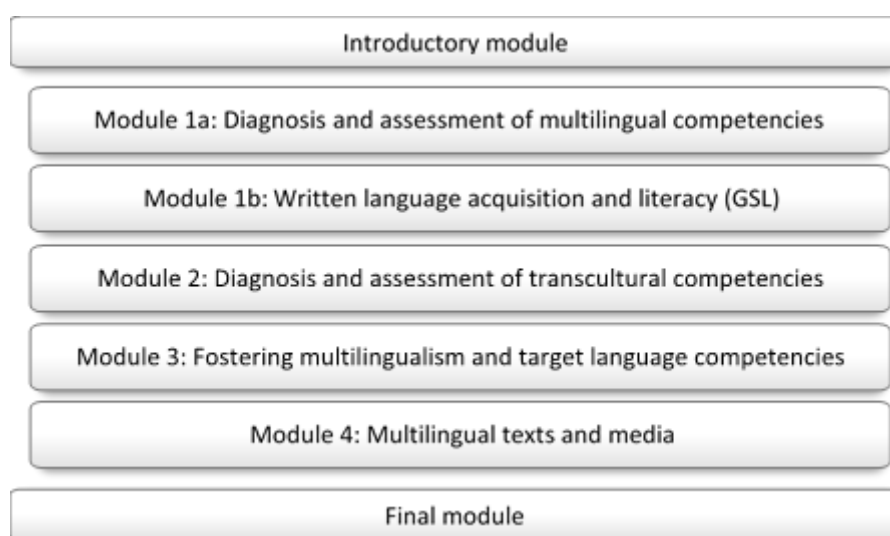 Introductory module
Module 1a: Diagnosis and assessment of multilingual competencies
Module 1b: Written language acquisition and literacy (GSL)
Module 2: Diagnosis and assessment of transcultural competencies
Module 3: Fostering multilingualism and target language competencies
Module 4: Multilingual texts and media
Final module